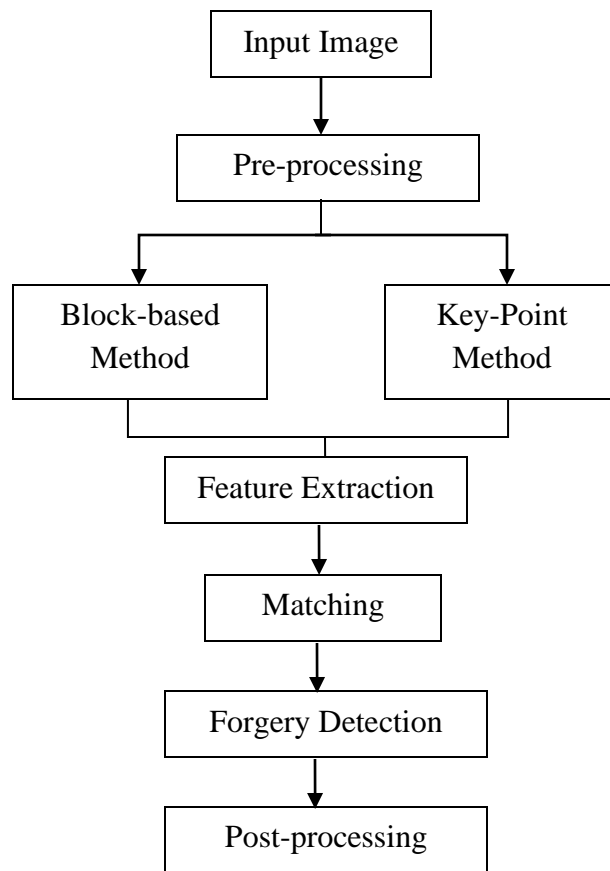 Input Image
Pre-processing
Block-based
Method
Key-Point
Method
Feature Extraction
Matching
Forgery Detection
Post-processing